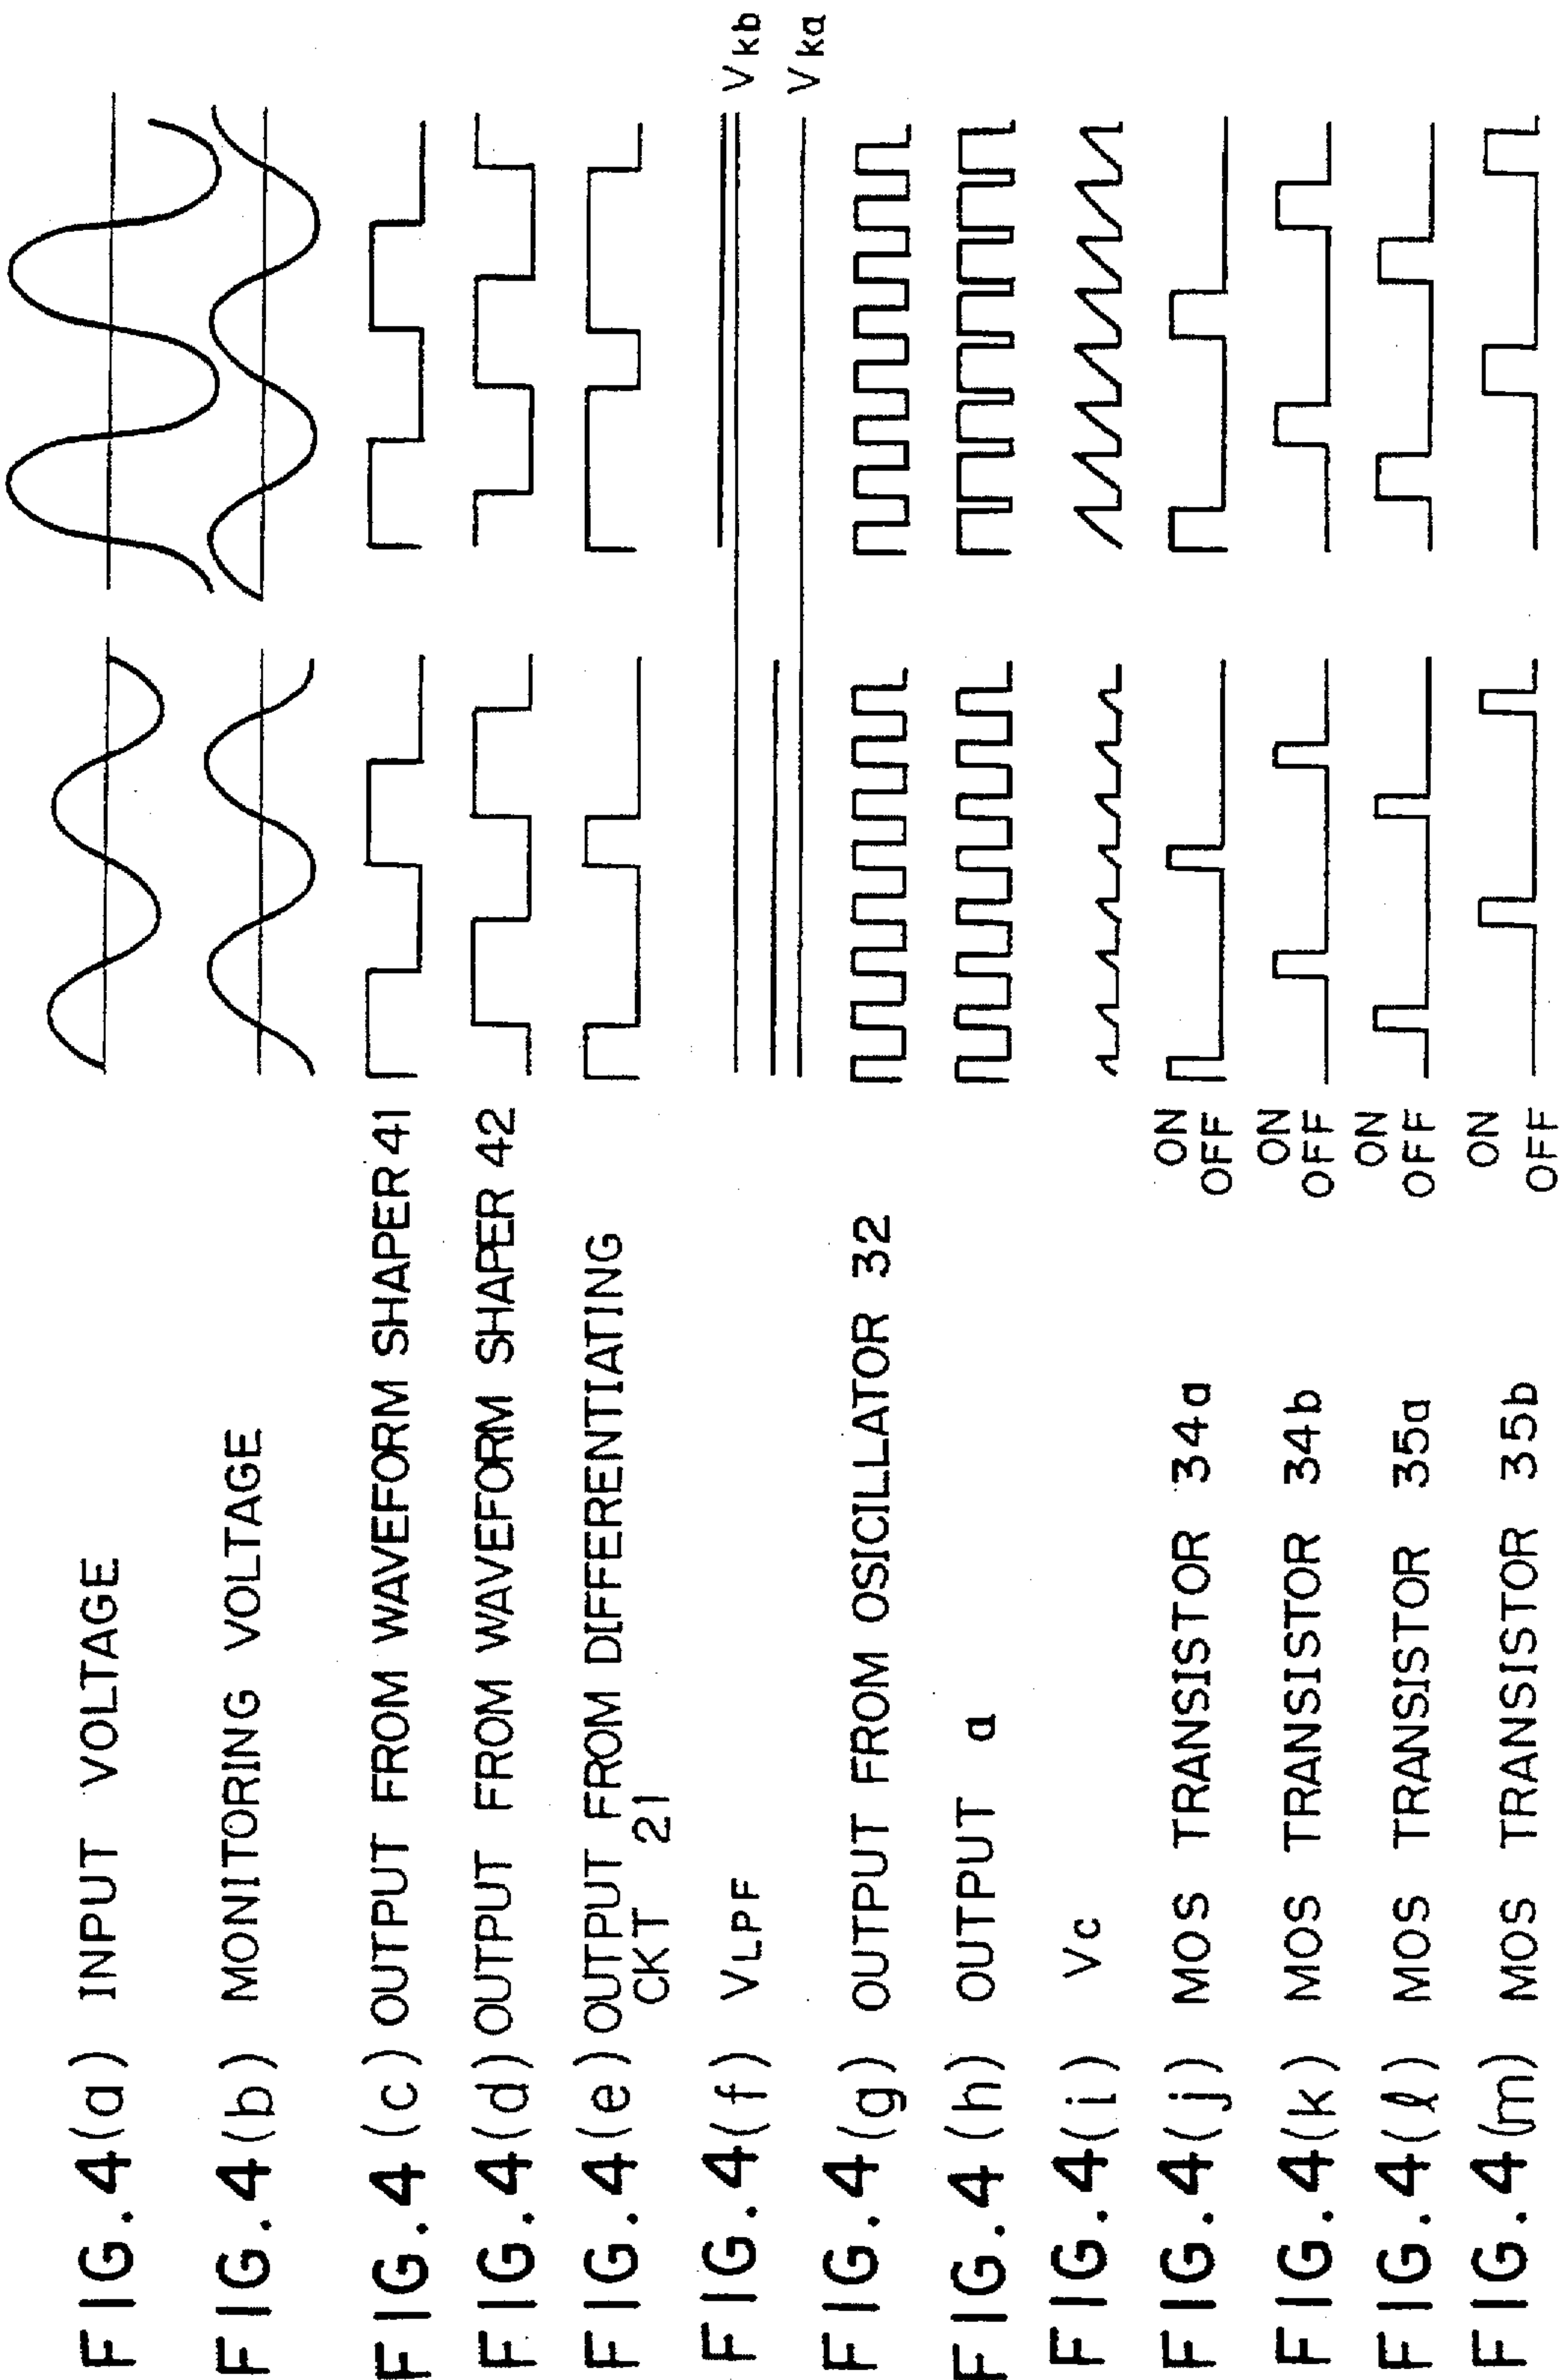 FIG.4(a) INPUT VOLTAGE
FIG.4(b) MONITORING VOLTAGE
FIG.4(c) OUTPUT FROM WAVEFORM SHAPER 41
FIG.4(d) OUTPUT FROM WAVEFORM SHAPER 42
FIG.4(e) OUTPUT FROM DIFFERENTIATING
CKT 21
FIG.4(f) VLPF
Vkb
Vka
FIG.4(g) OUTPUT FROM OSICILLATOR 32
FIG.4(h) OUTPUT a
FIG.4(i) Vc
FIG.4(j) MOS TRANSISTOR 34a ON
OFF
FIG.4(k) MOS TRANSISTOR 34b ON
OFF
FIG.4(ℓ) MOS TRANSISTOR 35a ON
OFF
FIG.4(m) MOS TRANSISTOR 35b ON
OFF